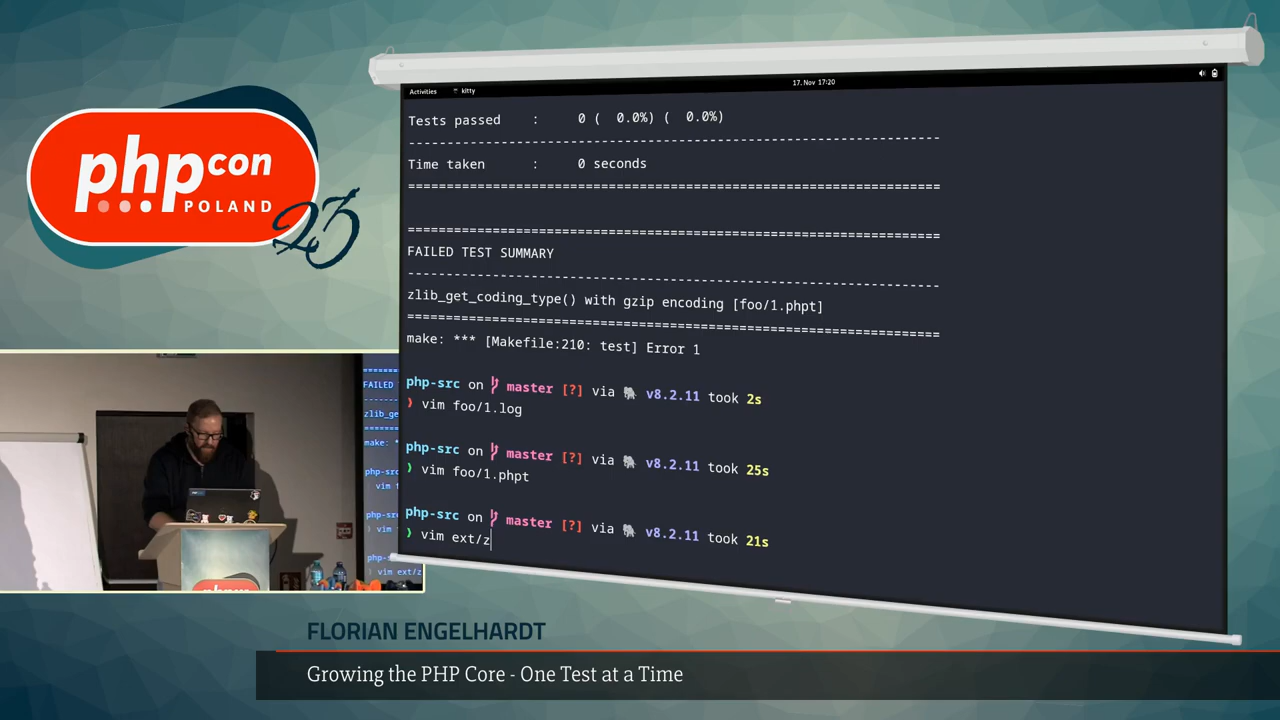 phpcon
POLAND
23
Activities kitty 17. Nov 17:20
Tests passed : 0 ( 0.0%) ( 0.0%)
---------------------------------------------------------------------
Time taken : 0 seconds
=====================================================================
=====================================================================
FAILED TEST SUMMARY
---------------------------------------------------------------------
zlib_get_coding_type() with gzip encoding [foo/1.phpt]
=====================================================================
make: *** [Makefile:210: test] Error 1
php-src on master [?] via v8.2.11 took 2s
❯ vim foo/1.log
php-src on master [?] via v8.2.11 took 25s
❯ vim foo/1.phpt
php-src on master [?] via v8.2.11 took 21s
❯ vim ext/z
FLORIAN ENGELHARDT
Growing the PHP Core - One Test at a Time